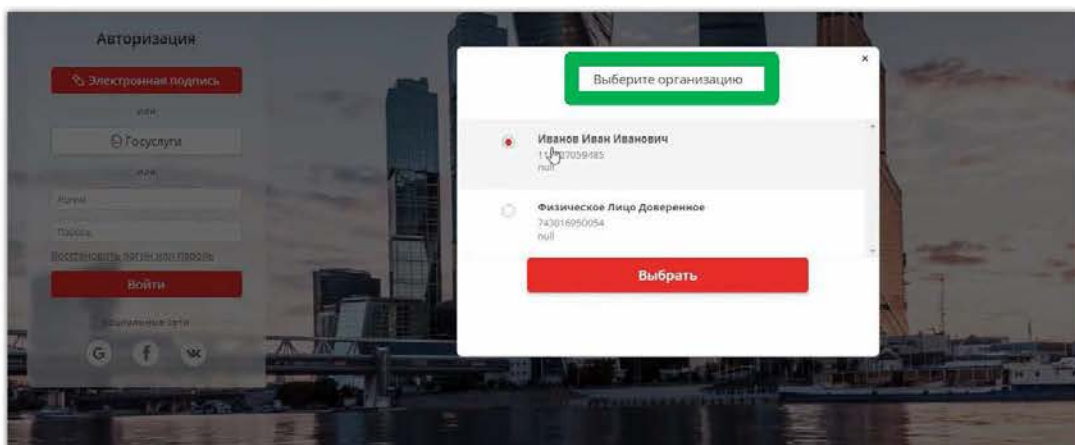 Авторизация
Электронная подпись
или
Госуслуги
или
Логин
Пароль
Восстановить логин или пароль
Войти
Социальные сети
G f
Выберите организацию
×
Иванов Иван Иванович
null
Физическое Лицо Доверенное
743016950054
null
Выбрать